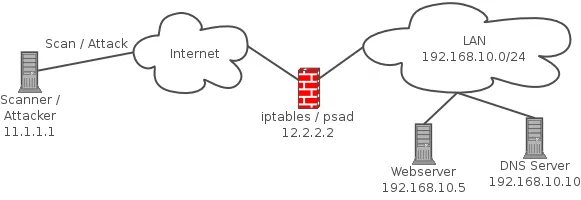 Scan / Attack
Internet
LAN
192.168.10.0/24
Scanner /
Attacker
11.1.1.1
iptables / psad
12.2.2.2
Webserver
192.168.10.5
DNS Server
192.168.10.10